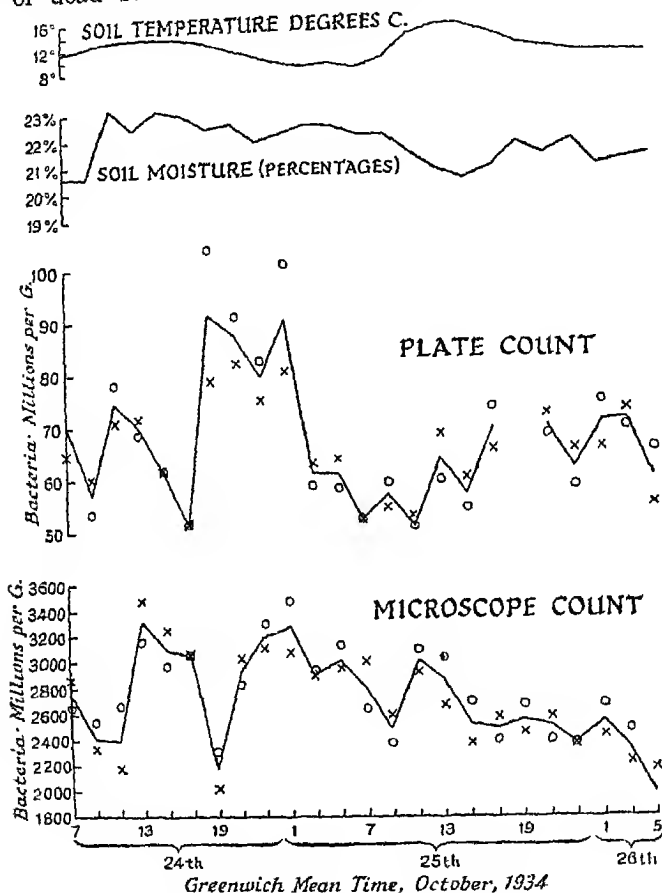 SOIL TEMPERATURE DEGREES C.
16°
12°
8°
23%
22%
21%
20%
19%
SOIL MOISTURE (PERCENTAGES)
Bacteria· Millions per G.
100
90
80
70
60
50
PLATE COUNT
Bacteria· Millions per G.
3600
3400
3200
3000
2800
2600
2400
2200
2000
1800
MICROSCOPE COUNT
7 13 19 1 7 13 19 1 5
24th 25th 26th
Greenwich Mean Time, October, 1934